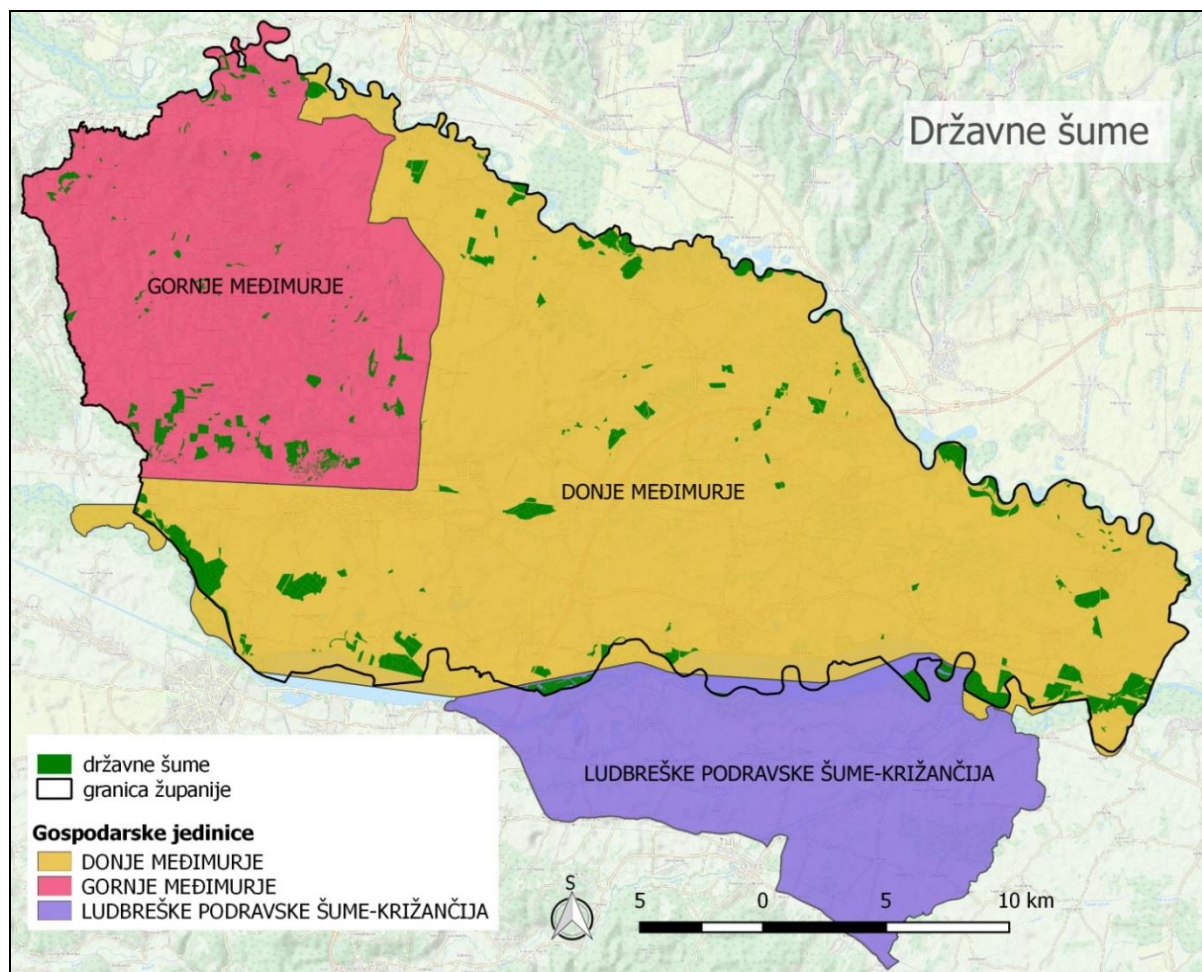 Državne šume
GORNJE MEĐIMURJE
DONJE MEĐIMURJE
LUDBREŠKE PODRAVSKE ŠUME-KRIŽANČIJA
državne šume
granica županije
Gospodarske jedinice
DONJE MEĐIMURJE
GORNJE MEĐIMURJE
LUDBREŠKE PODRAVSKE ŠUME-KRIŽANČIJA
S
5 0 5 10 km